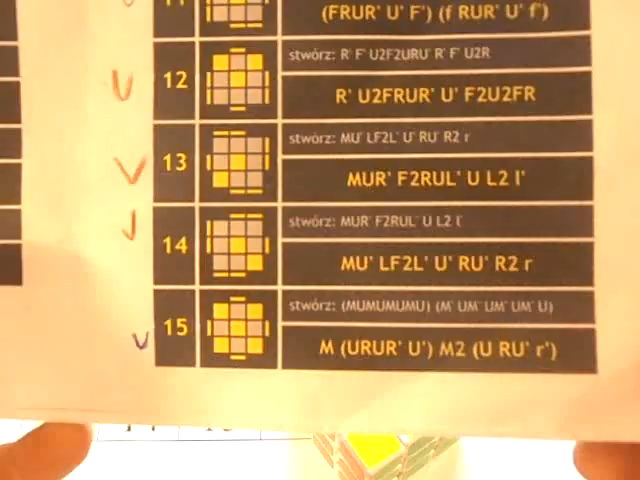 (FRUR' U' F') (f RUR' U' f')
stwórz: R' F' U2F2URU' R' F' U2R
12
R' U2FRUR' U' F2U2FR
stwórz: MU' LF2L' U' RU' R2 r
13
MUR' F2RUL' U L2 l'
stwórz: MUR' F2RUL' U L2 l'
14
MU' LF2L' U' RU' R2 r
stwórz: (MUMUMUMU) (M' UM' UM' UM' U)
15
M (URUR' U') M2 (U RU' r')